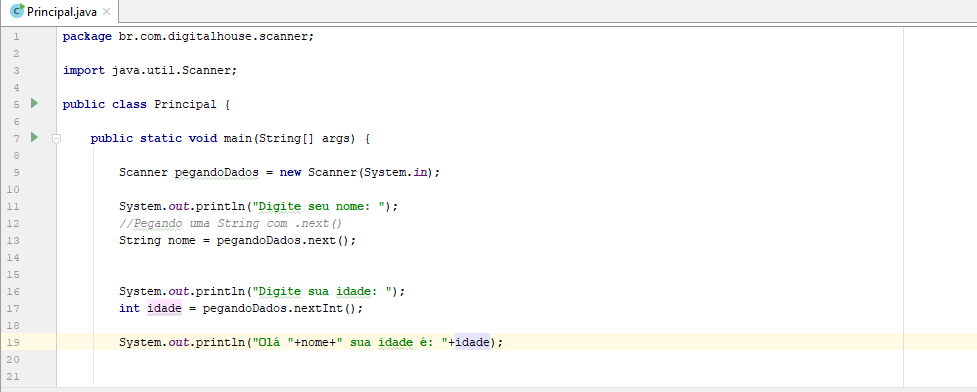 Principal.java
1 package br.com.digitalhouse.scanner;
2
3 import java.util.Scanner;
4
5 public class Principal {
6
7 public static void main(String[] args) {
8
9 Scanner pegandoDados = new Scanner(System.in);
10
11 System.out.println("Digite seu nome: ");
12 //Pegando uma String com .next()
13 String nome = pegandoDados.next();
14
15
16 System.out.println("Digite sua idade: ");
17 int idade = pegandoDados.nextInt();
18
19 System.out.println("Olá "+nome+" sua idade é: "+idade);
20
21